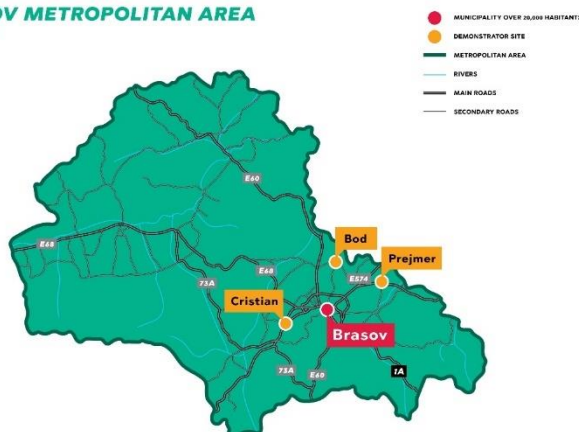 OV METROPOLITAN AREA
MUNICIPALITY OVER 20,000 HABITANTS
DEMONSTRATOR SITE
METROPOLITAN AREA
RIVERS
MAIN ROADS
SECONDARY ROADS
E60
E68
Bod
Prejmer
E68
E574
73A
Cristian
Brasov
73A
E60
1A